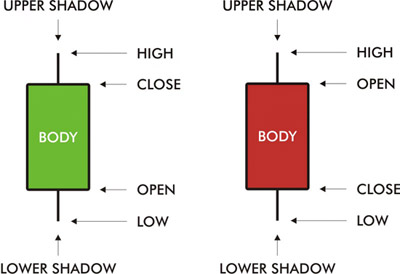 UPPER SHADOW
HIGH
CLOSE
BODY
OPEN
LOW
LOWER SHADOW
UPPER SHADOW
HIGH
OPEN
BODY
CLOSE
LOW
LOWER SHADOW